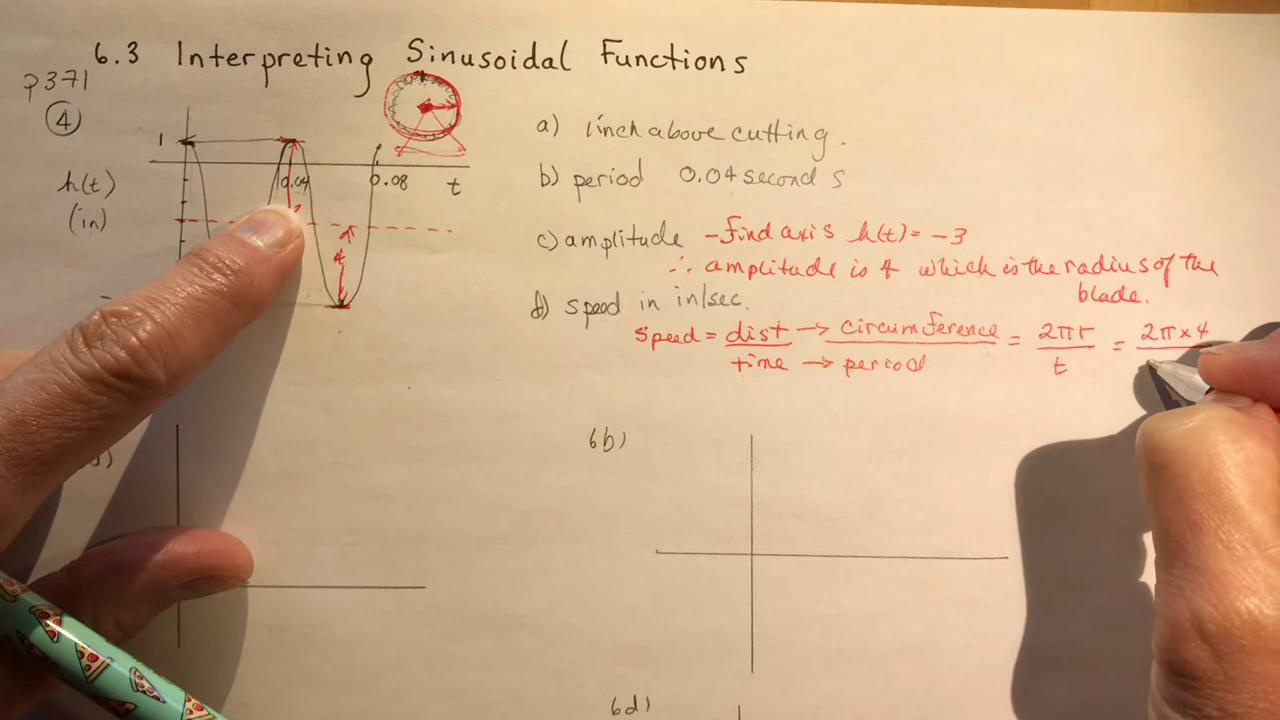 6.3 Interpreting Sinusoidal Functions
p371
4
1
h(t)
(in)
0.04
0.08
t
4
a) 1 inch above cutting.
b) period 0.04 seconds
c) amplitude - find axis h(t) = -3
∴ amplitude is 4 which is the radius of the
blade.
d) speed in in/sec.
speed = dist → circumference = 2πr = 2π×4
time → period t
6b)
6d)